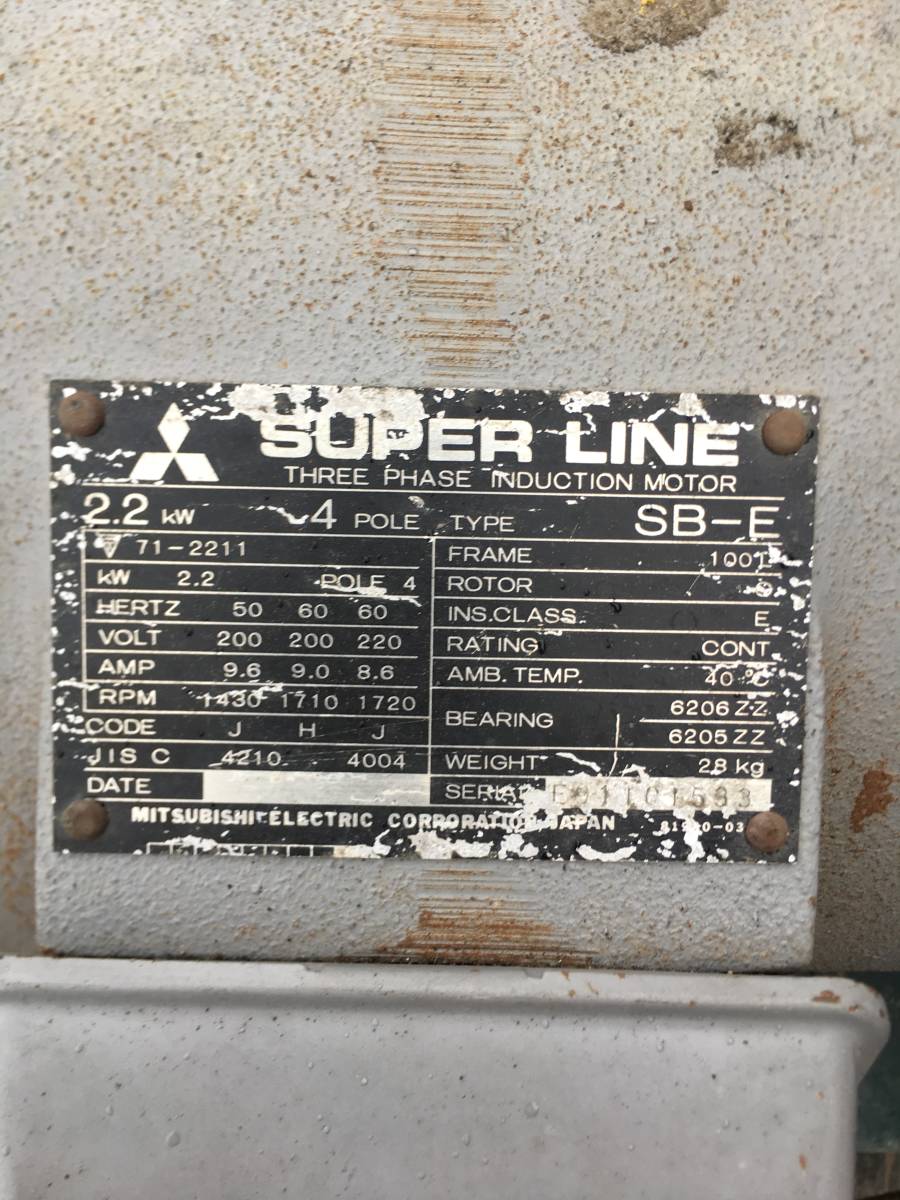 SUPER LINE
THREE PHASE INDUCTION MOTOR
2.2 kW 4 POLE TYPE SB-E
71-2211
kW 2.2 POLE 4
HERTZ 50 60 60
VOLT 200 200 220
AMP 9.6 9.0 8.6
RPM 1430 1710 1720
CODE J H J
JIS C 4210 4004
DATE
FRAME 100L
ROTOR
INS.CLASS E
RATING CONT
AMB. TEMP. 40 °C
BEARING 6206 ZZ
6205 ZZ
WEIGHT 28 kg
SERIAL
MITSUBISHI ELECTRIC CORPORATION JAPAN